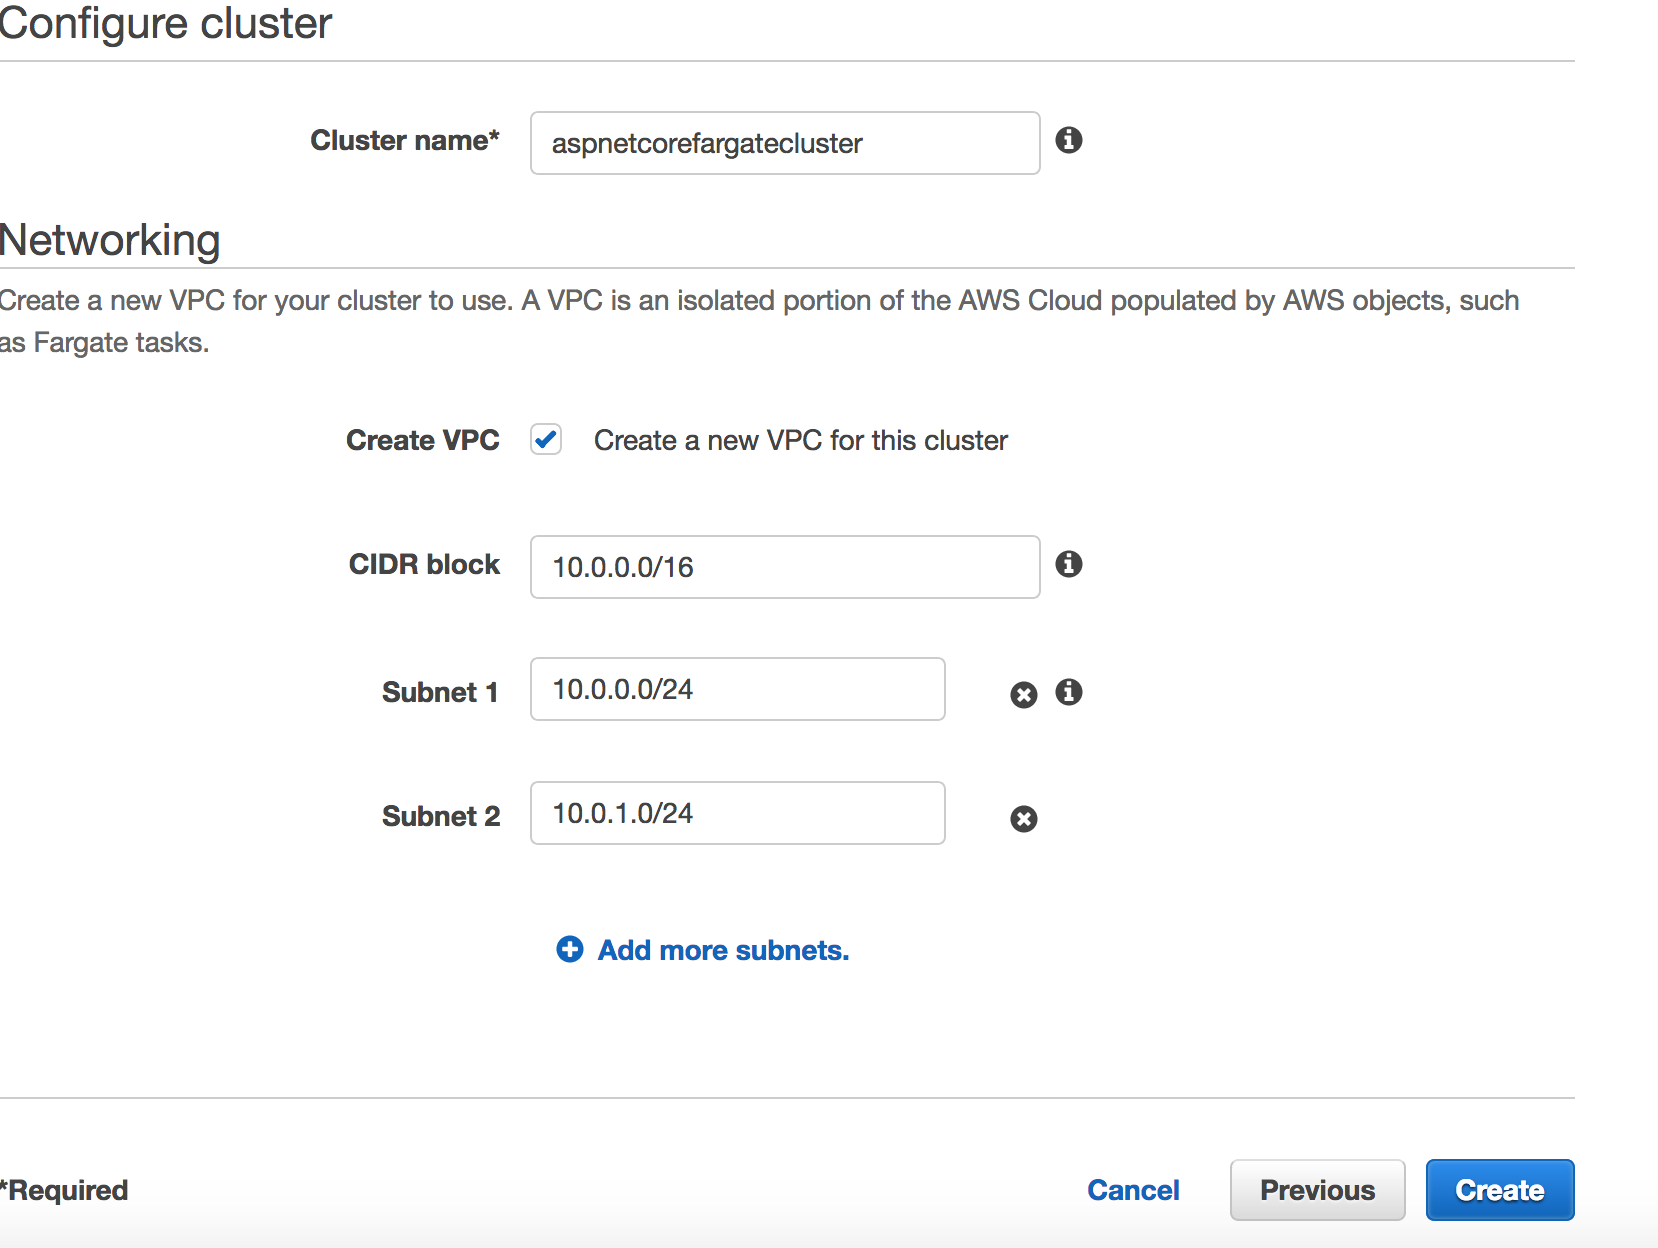 Configure cluster
Cluster name*
aspnetcorefargatecluster
Networking
Create a new VPC for your cluster to use. A VPC is an isolated portion of the AWS Cloud populated by AWS objects, such
as Fargate tasks.
Create VPC
Create a new VPC for this cluster
CIDR block
10.0.0.0/16
Subnet 1
10.0.0.0/24
Subnet 2
10.0.1.0/24
Add more subnets.
*Required
Cancel
Previous
Create